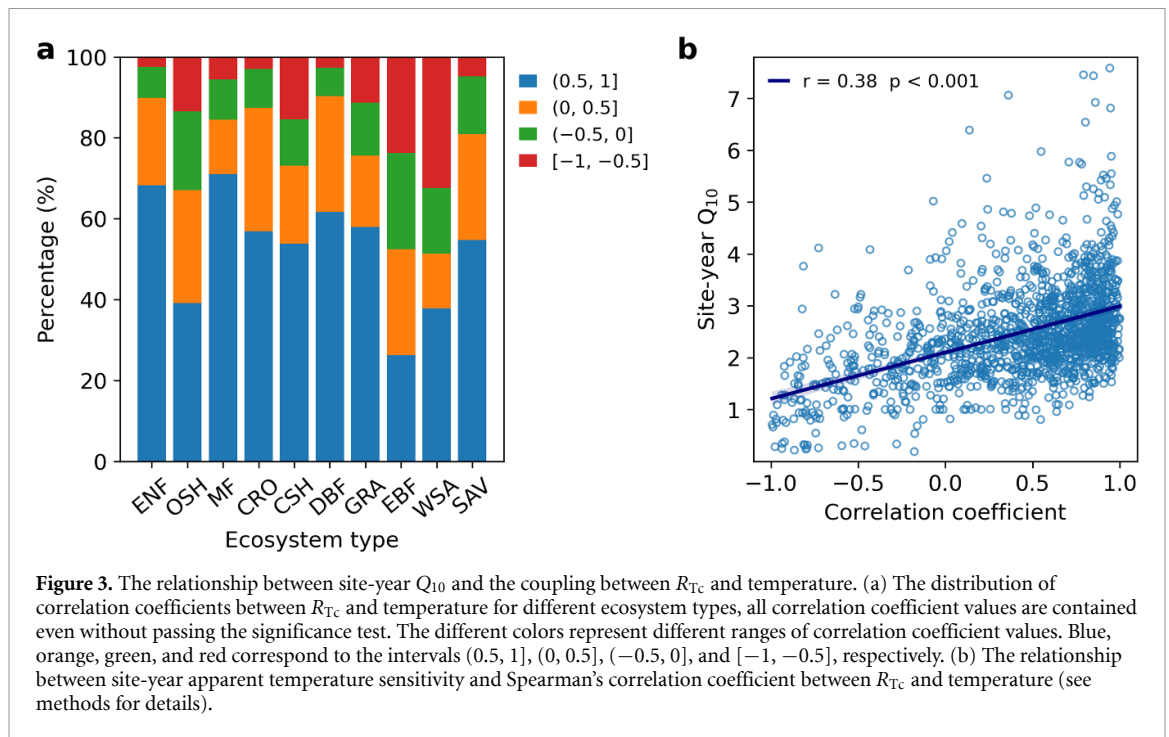 a
100
80
60
40
20
0
Percentage (%)
ENF
OSH
MF
CRO
CSH
DBF
GRA
EBF
WSA
SAV
Ecosystem type
(0.5, 1]
(0, 0.5]
(−0.5, 0]
[−1, −0.5]
b
r = 0.38 p < 0.001
7
6
5
4
3
2
1
Site-year Q10
−1.0
−0.5
0.0
0.5
1.0
Correlation coefficient
Figure 3. The relationship between site-year Q10 and the coupling between RTc and temperature. (a) The distribution of
correlation coefficients between RTc and temperature for different ecosystem types, all correlation coefficient values are contained
even without passing the significance test. The different colors represent different ranges of correlation coefficient values. Blue,
orange, green, and red correspond to the intervals (0.5, 1], (0, 0.5], (−0.5, 0], and [−1, −0.5], respectively. (b) The relationship
between site-year apparent temperature sensitivity and Spearman's correlation coefficient between RTc and temperature (see
methods for details).